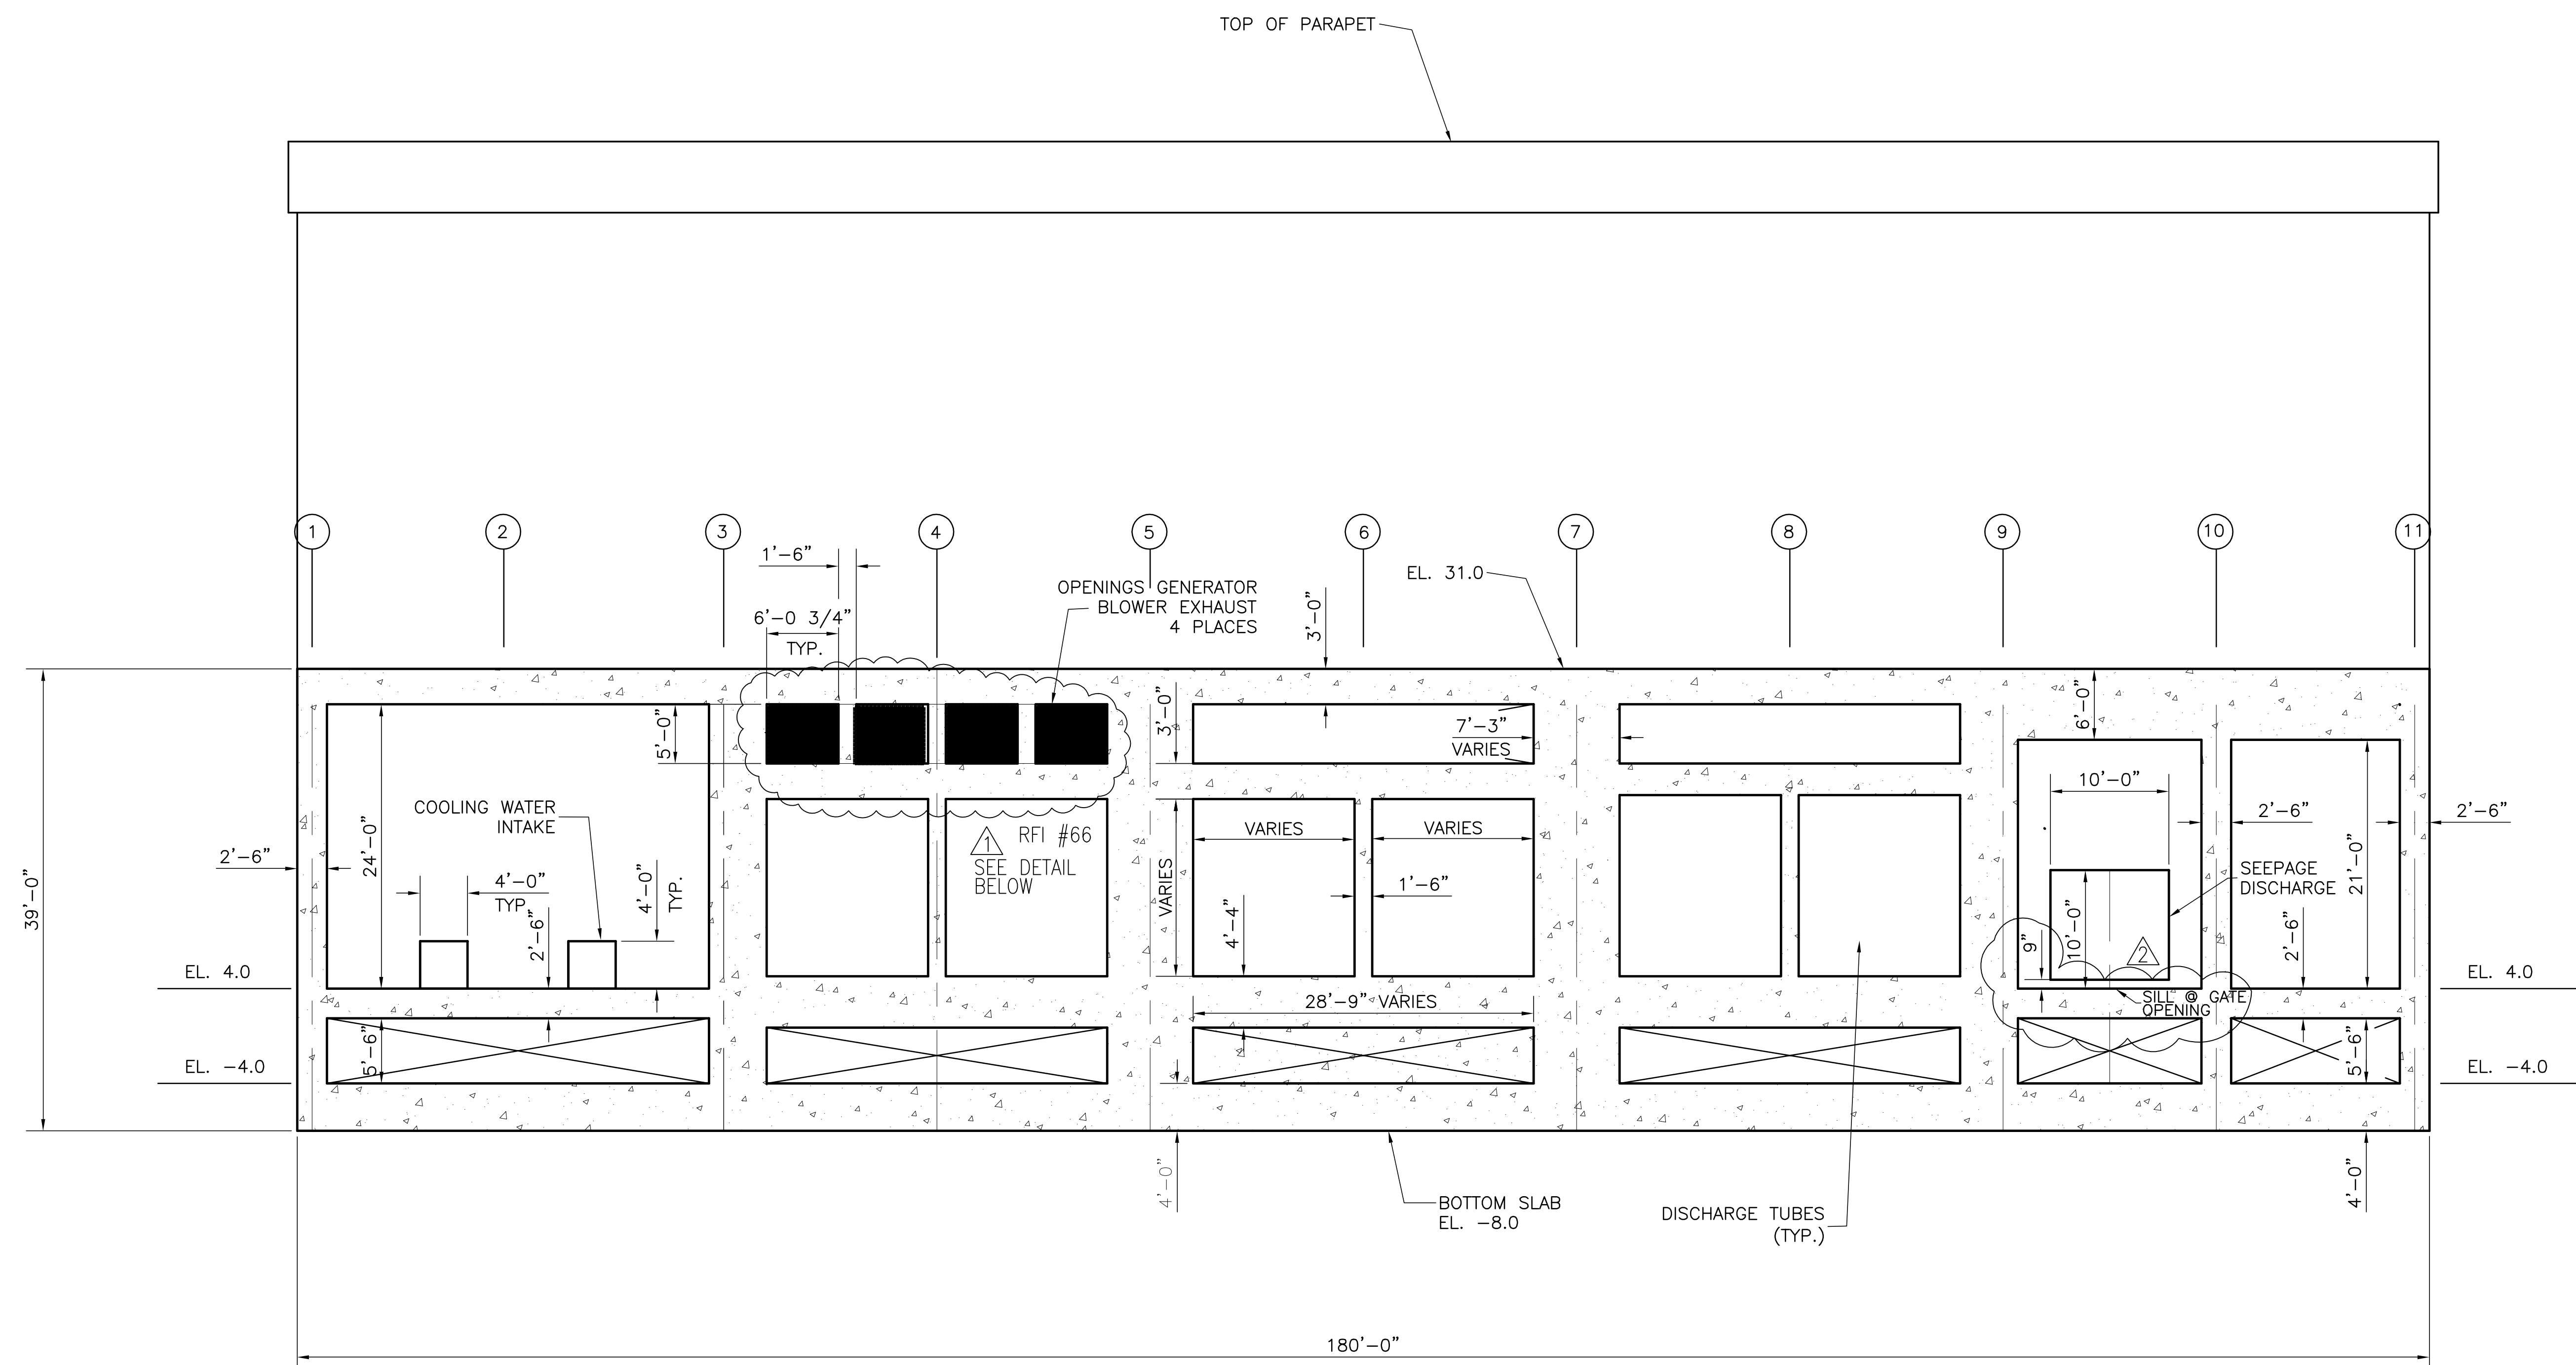 TOP OF PARAPET
1
2
3
4
5
6
7
8
9
10
11
1'-6"
OPENINGS GENERATOR
BLOWER EXHAUST
4 PLACES
EL. 31.0
3'-0"
6'-0 3/4"
TYP.
5'-0"
3'-0"
7'-3"
VARIES
6'-0"
10'-0"
COOLING WATER
INTAKE
24'-0"
2'-6"
4'-0"
TYP.
2'-6"
4'-0"
TYP.
1 RFI #66
SEE DETAIL
BELOW
VARIES
VARIES
VARIES
1'-6"
4'-4"
2'-6"
2'-6"
SEEPAGE
DISCHARGE
21'-0"
39'-0"
9"
10'-0"
2
2'-6"
EL. 4.0
EL. 4.0
28'-9" VARIES
SILL @ GATE
OPENING
5'-6"
5'-6"
EL. -4.0
EL. -4.0
4'-0"
4'-0"
BOTTOM SLAB
EL. -8.0
DISCHARGE TUBES
(TYP.)
180'-0"